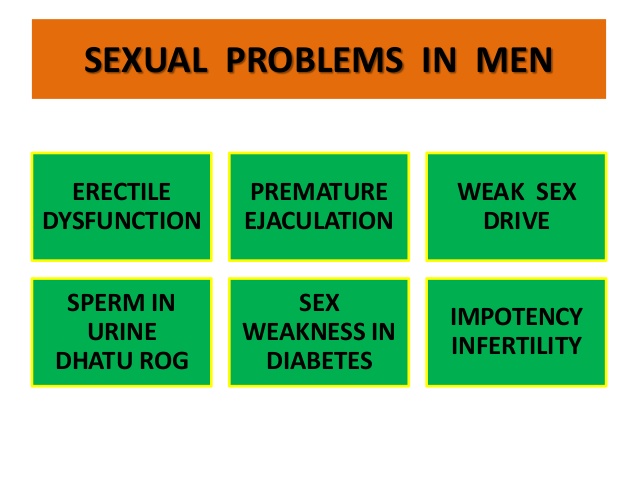 SEXUAL PROBLEMS IN MEN
ERECTILE
DYSFUNCTION
PREMATURE
EJACULATION
WEAK SEX
DRIVE
SPERM IN
URINE
DHATU ROG
SEX
WEAKNESS IN
DIABETES
IMPOTENCY
INFERTILITY